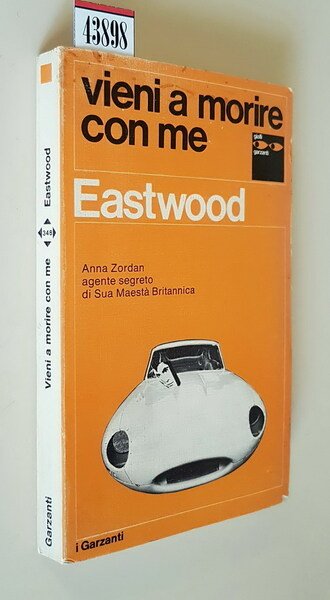 43898
vieni a morire
con me
gialli
garzanti
Eastwood
Anna Zordan
agente segreto
di Sua Maestà Britannica
i Garzanti
Garzanti Vieni a morire con me 348 Eastwood